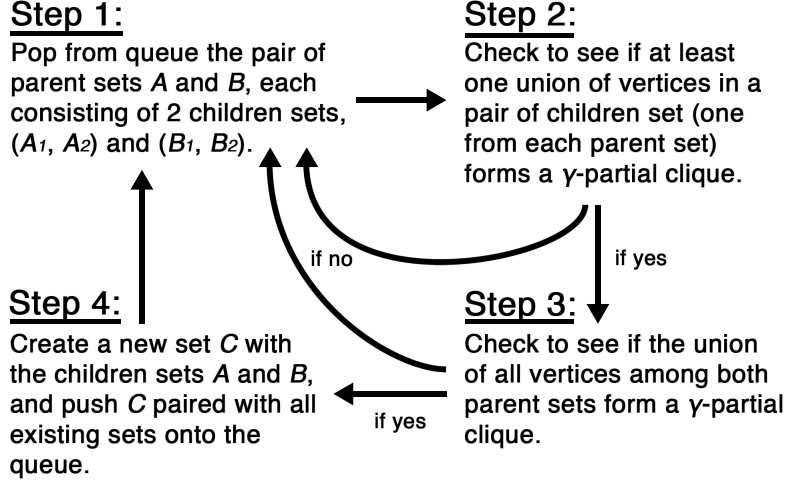 Step 1:
Pop from queue the pair of
parent sets A and B, each
consisting of 2 children sets,
(A1, A2) and (B1, B2).
Step 2:
Check to see if at least
one union of vertices in a
pair of children set (one
from each parent set)
forms a γ-partial clique.
if no
if yes
Step 3:
Check to see if the union
of all vertices among both
parent sets form a γ-partial
clique.
if yes
Step 4:
Create a new set C with
the children sets A and B,
and push C paired with all
existing sets onto the
queue.